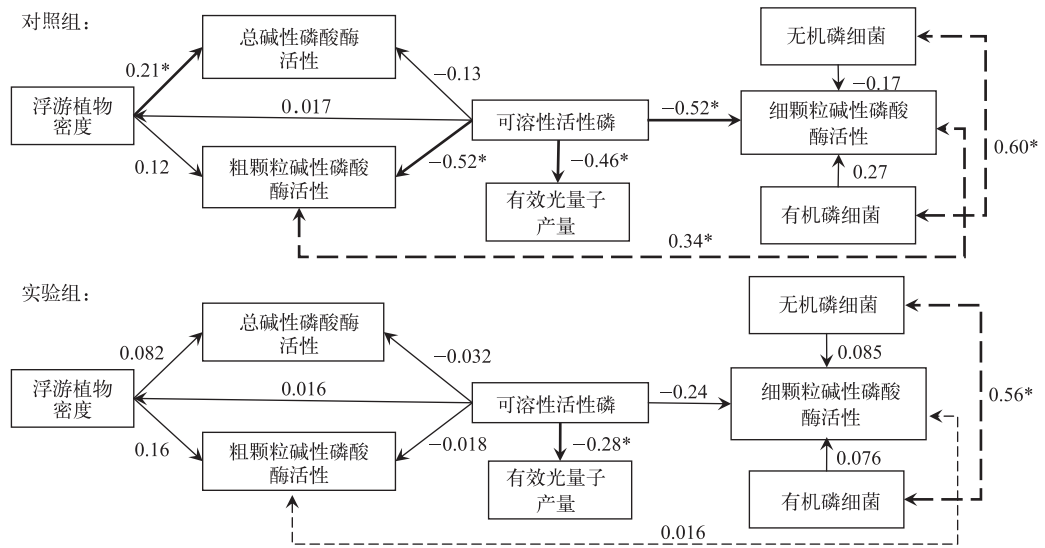 对照组：
总碱性磷酸酶
活性
无机磷细菌
0.21*
−0.13
−0.17
浮游植物
密度
0.017
可溶性活性磷
−0.52*
细颗粒碱性磷酸
酶活性
0.12
粗颗粒碱性磷酸
酶活性
−0.52*
−0.46*
0.27
0.60*
有效光量子
产量
有机磷细菌
0.34*
实验组：
总碱性磷酸酶
活性
无机磷细菌
0.082
−0.032
0.085
浮游植物
密度
0.016
可溶性活性磷
−0.24
细颗粒碱性磷酸
酶活性
0.56*
0.16
粗颗粒碱性磷酸
酶活性
−0.018
−0.28*
0.076
有效光量子
产量
有机磷细菌
0.016